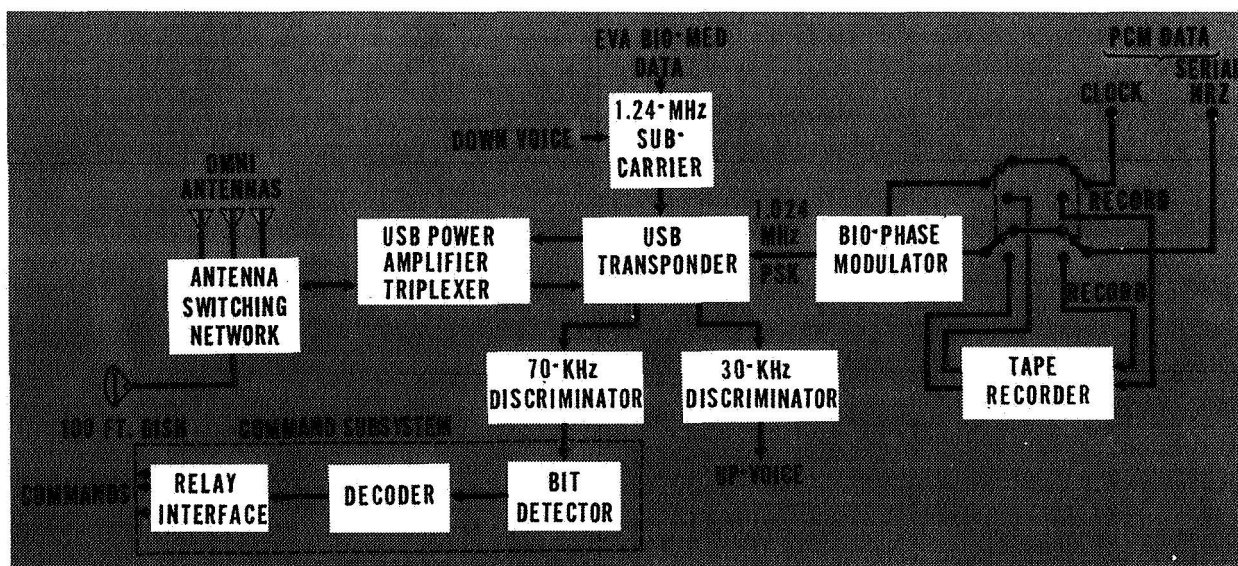 EVA BIO-MED
DATA
PCM DATA
SERIAL
NRZ
CLOCK
1.24-MHz
SUB-
CARRIER
DOWN VOICE
OMNI
ANTENNAS
RECORD
1.024
MHz
PSK
USB POWER
AMPLIFIER
TRIPLEXER
USB
TRANSPONDER
BIO-PHASE
MODULATOR
ANTENNA
SWITCHING
NETWORK
RECORD
70-KHz
DISCRIMINATOR
30-KHz
DISCRIMINATOR
TAPE
RECORDER
100 FT. DISH
COMMAND SUBSYSTEM
UP-VOICE
COMMANDS
RELAY
INTERFACE
DECODER
BIT
DETECTOR